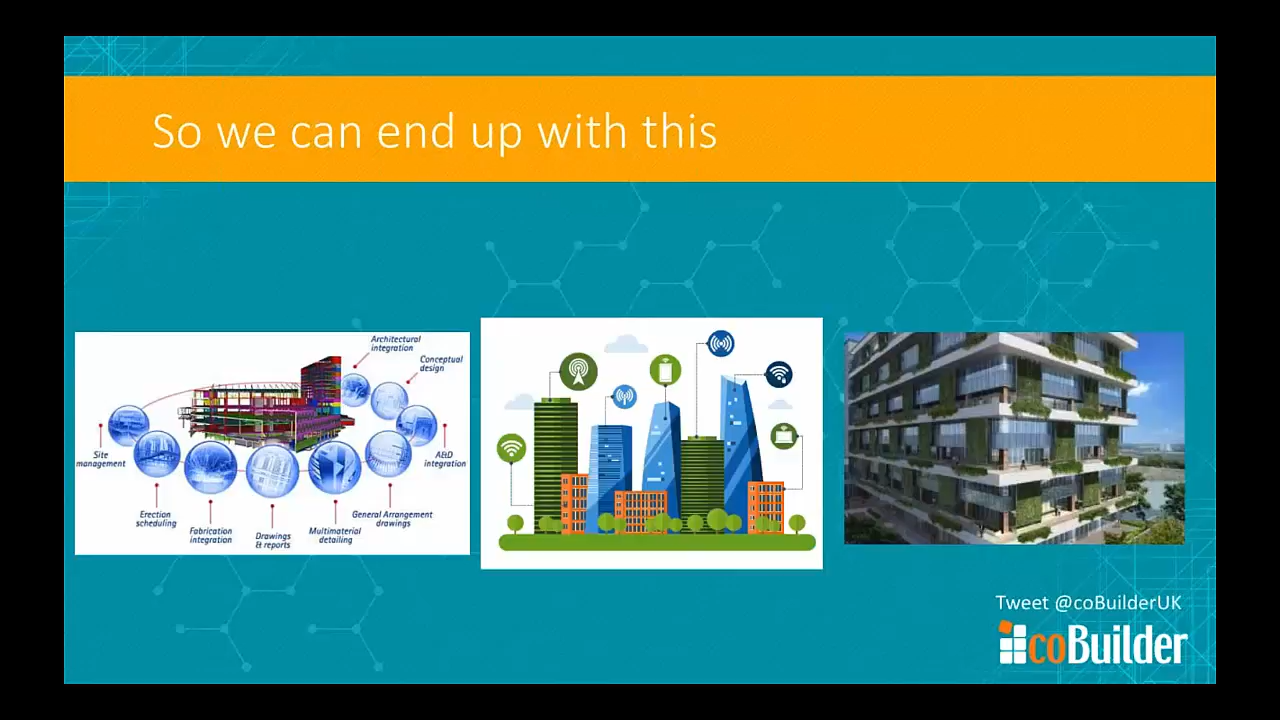 So we can end up with this
Architectural
integration
Conceptual
design
A&D
integration
General Arrangement
drawings
Multimaterial
detailing
Drawings
& reports
Fabrication
integration
Erection
scheduling
Site
management
Tweet @coBuilderUK
coBuilder